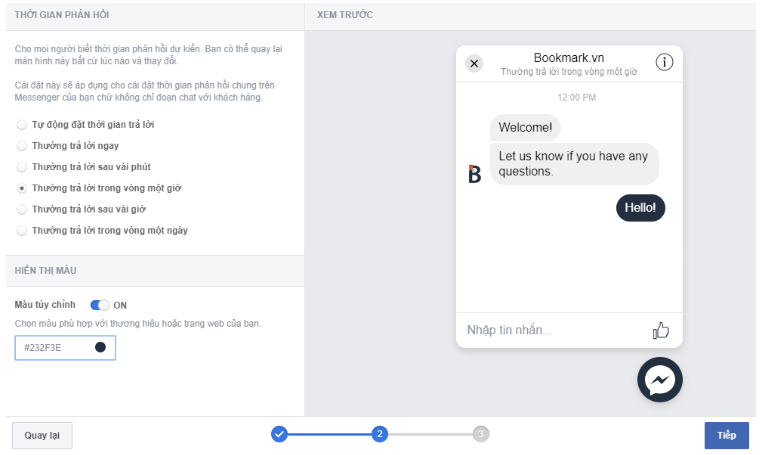 THỜI GIAN PHẢN HỒI
Cho mọi người biết thời gian phản hồi dự kiến. Bạn có thể quay lại
màn hình này bất cứ lúc nào và thay đổi.
Cài đặt này sẽ áp dụng cho cài đặt thời gian phản hồi chung trên
Messenger của bạn chứ không chỉ đoạn chat với khách hàng.
Tự động đặt thời gian trả lời
Thường trả lời ngay
Thường trả lời sau vài phút
Thường trả lời trong vòng một giờ
Thường trả lời sau vài giờ
Thường trả lời trong vòng một ngày
HIỂN THỊ MÀU
Màu tùy chỉnh ON
Chọn màu phù hợp với thương hiệu hoặc trang web của bạn.
#232F3E
XEM TRƯỚC
Bookmark.vn
Thường trả lời trong vòng một giờ
12:00 PM
Welcome!
Let us know if you have any
questions.
B
Hello!
Nhập tin nhắn...
Quay lại
2
3
Tiếp